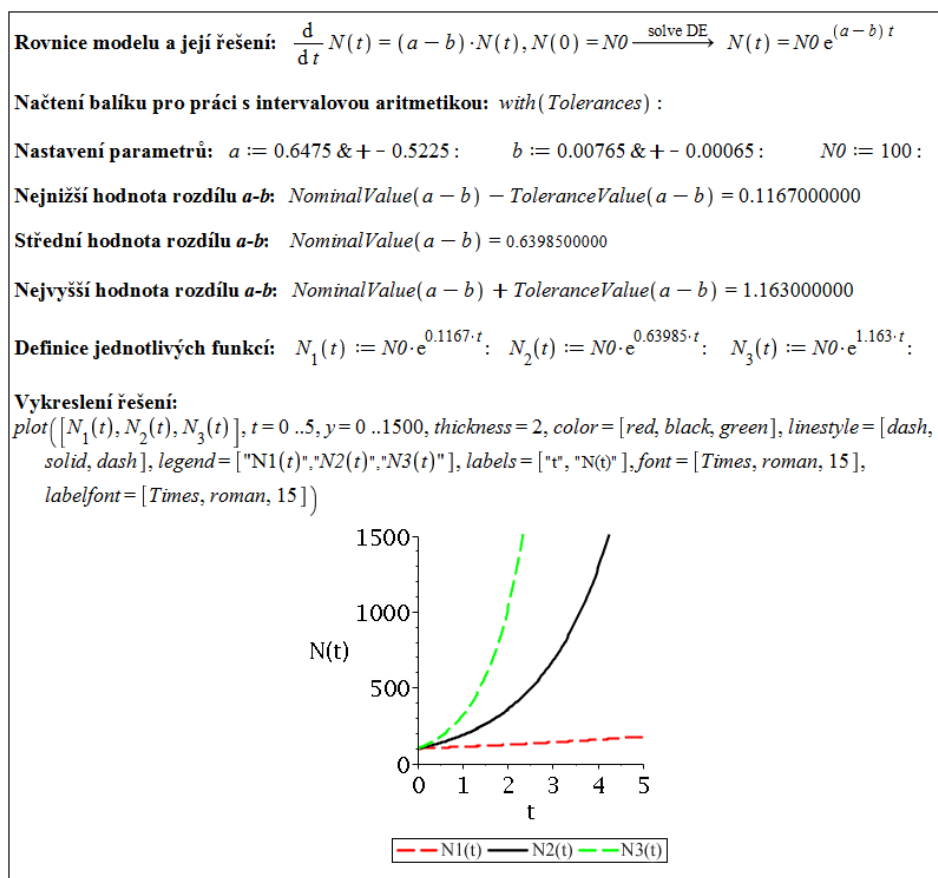 Rovnice modelu a její řešení: d/dt N(t) = (a − b)·N(t), N(0) = N0 solve DE→ N(t) = N0 e^(a − b) t
Načtení balíku pro práci s intervalovou aritmetikou: with(Tolerances) :
Nastavení parametrů: a := 0.6475 &+- 0.5225 : b := 0.00765 &+- 0.00065 : N0 := 100 :
Nejnižší hodnota rozdílu a-b: NominalValue(a − b) − ToleranceValue(a − b) = 0.1167000000
Střední hodnota rozdílu a-b: NominalValue(a − b) = 0.6398500000
Nejvyšší hodnota rozdílu a-b: NominalValue(a − b) + ToleranceValue(a − b) = 1.163000000
Definice jednotlivých funkcí: N₁(t) := N0·e^0.1167·t : N₂(t) := N0·e^0.63985·t : N₃(t) := N0·e^1.163·t :
Vykreslení řešení:
plot([N₁(t), N₂(t), N₃(t)], t = 0 ..5, y = 0 ..1500, thickness = 2, color = [red, black, green], linestyle = [dash,
solid, dash], legend = ["N1(t)","N2(t)","N3(t)"], labels = ["t", "N(t)"], font = [Times, roman, 15],
labelfont = [Times, roman, 15])
1500
1000
N(t)
500
0
0 1 2 3 4 5
t
N1(t) N2(t) N3(t)